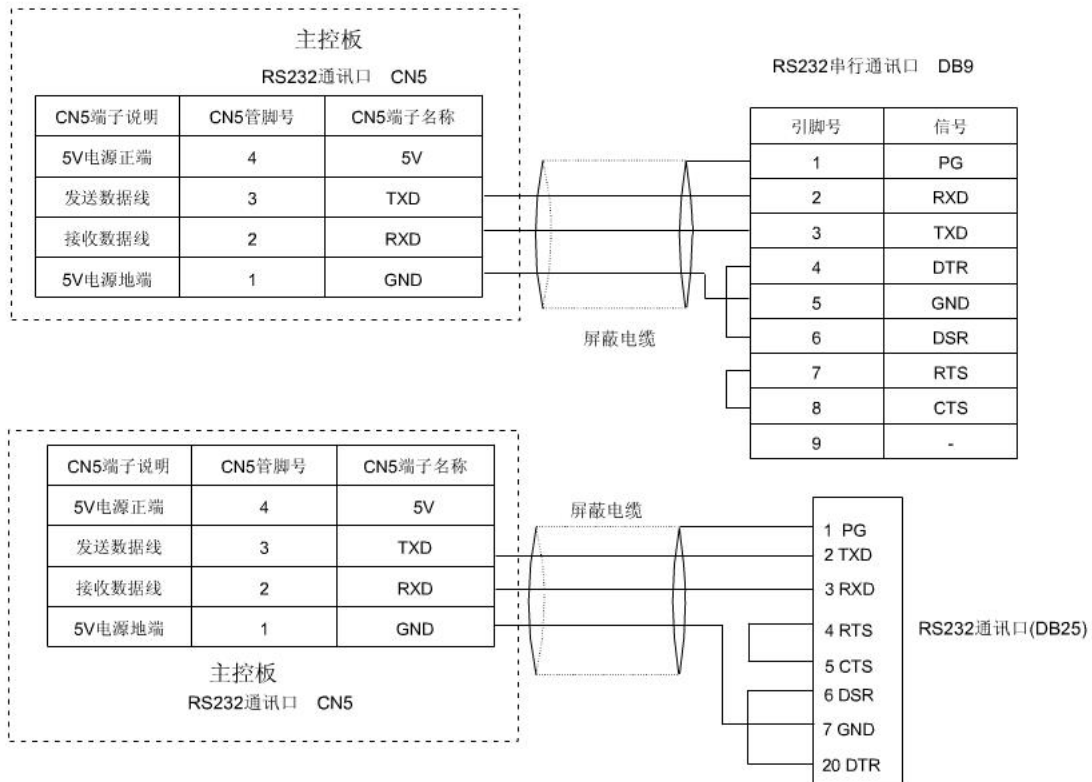 主控板
RS232通讯口 CN5
CN5端子说明 CN5管脚号 CN5端子名称
5V电源正端 4 5V
发送数据线 3 TXD
接收数据线 2 RXD
5V电源地端 1 GND
屏蔽电缆
RS232串行通讯口 DB9
引脚号 信号
1 PG
2 RXD
3 TXD
4 DTR
5 GND
6 DSR
7 RTS
8 CTS
9 -
CN5端子说明 CN5管脚号 CN5端子名称
5V电源正端 4 5V
发送数据线 3 TXD
接收数据线 2 RXD
5V电源地端 1 GND
主控板
RS232通讯口 CN5
屏蔽电缆
1 PG
2 TXD
3 RXD
4 RTS
5 CTS
6 DSR
7 GND
20 DTR
RS232通讯口(DB25)